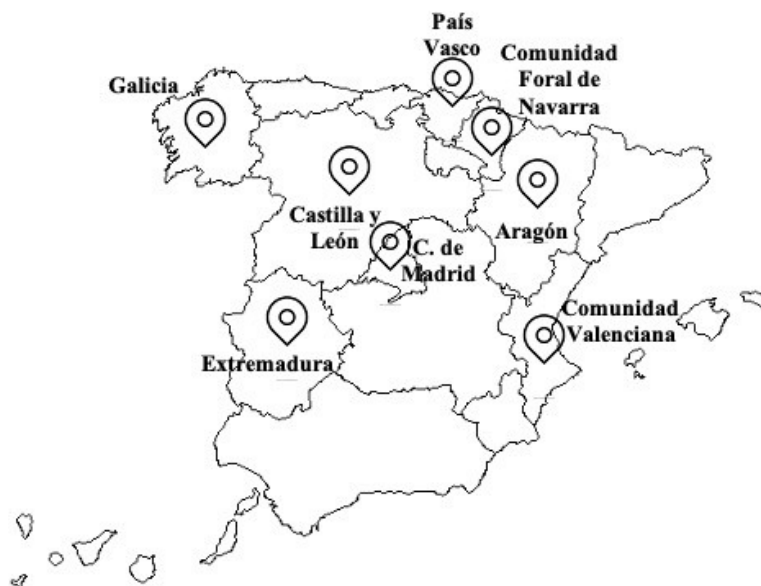 País
Vasco
Comunidad
Foral de
Navarra
Galicia
Castilla y
León
C. de
Madrid
Aragón
Comunidad
Valenciana
Extremadura